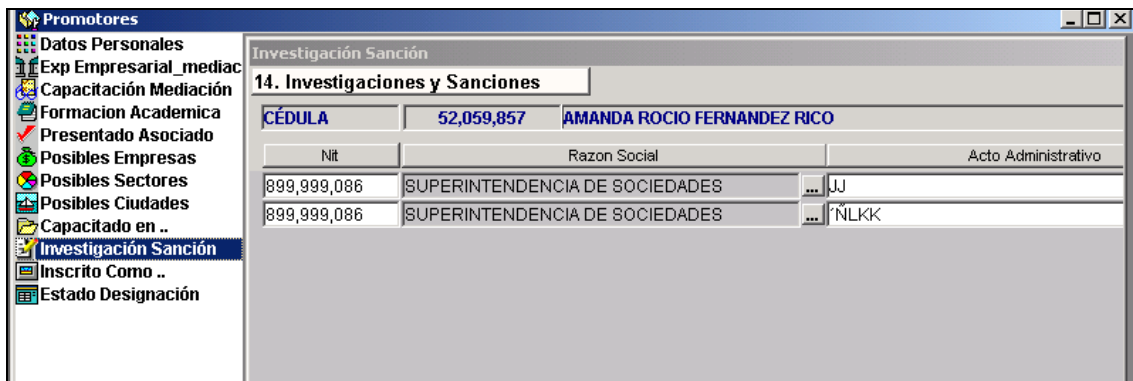 Promotores
Datos Personales
Exp Empresarial_mediac
Capacitación Mediación
Formacion Academica
Presentado Asociado
Posibles Empresas
Posibles Sectores
Posibles Ciudades
Capacitado en ..
Investigación Sanción
Inscrito Como ..
Estado Designación
Investigación Sanción
14. Investigaciones y Sanciones
CÉDULA 52,059,857 AMANDA ROCIO FERNANDEZ RICO
Nit Razon Social Acto Administrativo
899,999,086 SUPERINTENDENCIA DE SOCIEDADES ... JJ
899,999,086 SUPERINTENDENCIA DE SOCIEDADES ... ´ÑLKK